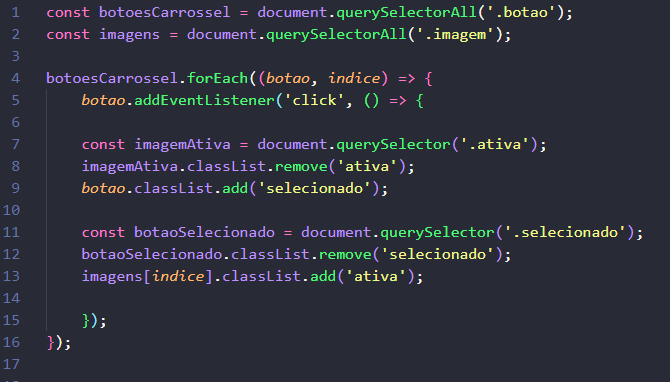 1 const botoesCarrossel = document.querySelectorAll('.botao');
2 const imagens = document.querySelectorAll('.imagem');
3
4 botoesCarrossel.forEach((botao, indice) => {
5     botao.addEventListener('click', () => {
6
7     const imagemAtiva = document.querySelector('.ativa');
8     imagemAtiva.classList.remove('ativa');
9     botao.classList.add('selecionado');
10
11     const botaoSelecionado = document.querySelector('.selecionado');
12     botaoSelecionado.classList.remove('selecionado');
13     imagens[indice].classList.add('ativa');
14
15     });
16 });
17